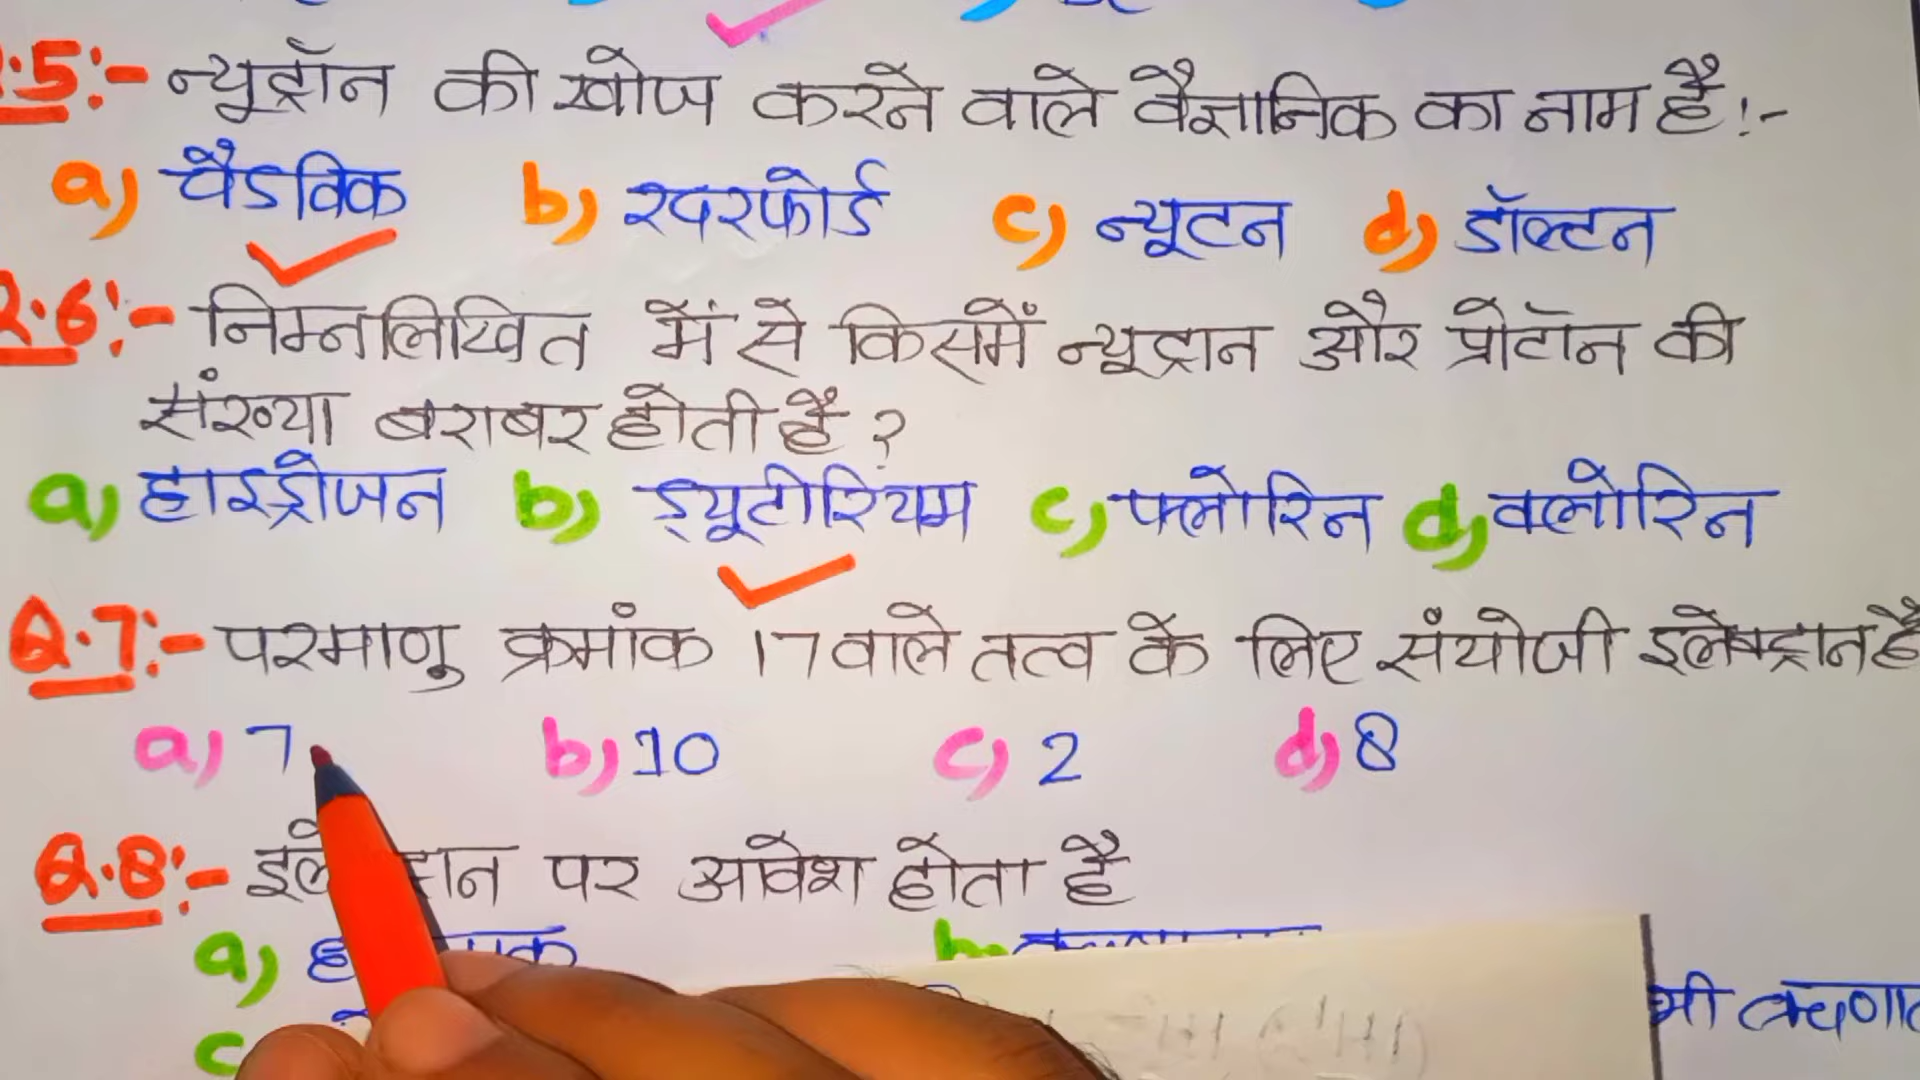 .5:- न्यूट्रॉन की खोज करने वाले वैज्ञानिक का नाम है :-
a) चैडविक b) रदरफोर्ड c) न्यूटन d) डॉल्टन
Q.6:- निम्नलिखित में से किसमें न्यूट्रान और प्रोटॉन की
संख्या बराबर होती है ?
a) हाइड्रोजन b) ड्यूटीरियम c) फ्लोरिन d) क्लोरिन
Q.7:- परमाणु क्रमांक 17 वाले तत्व के लिए संयोजी इलेक्ट्रान है
a) 7 b) 10 c) 2 d) 8
Q.8:- पर आवेश होता है
a) b)
c